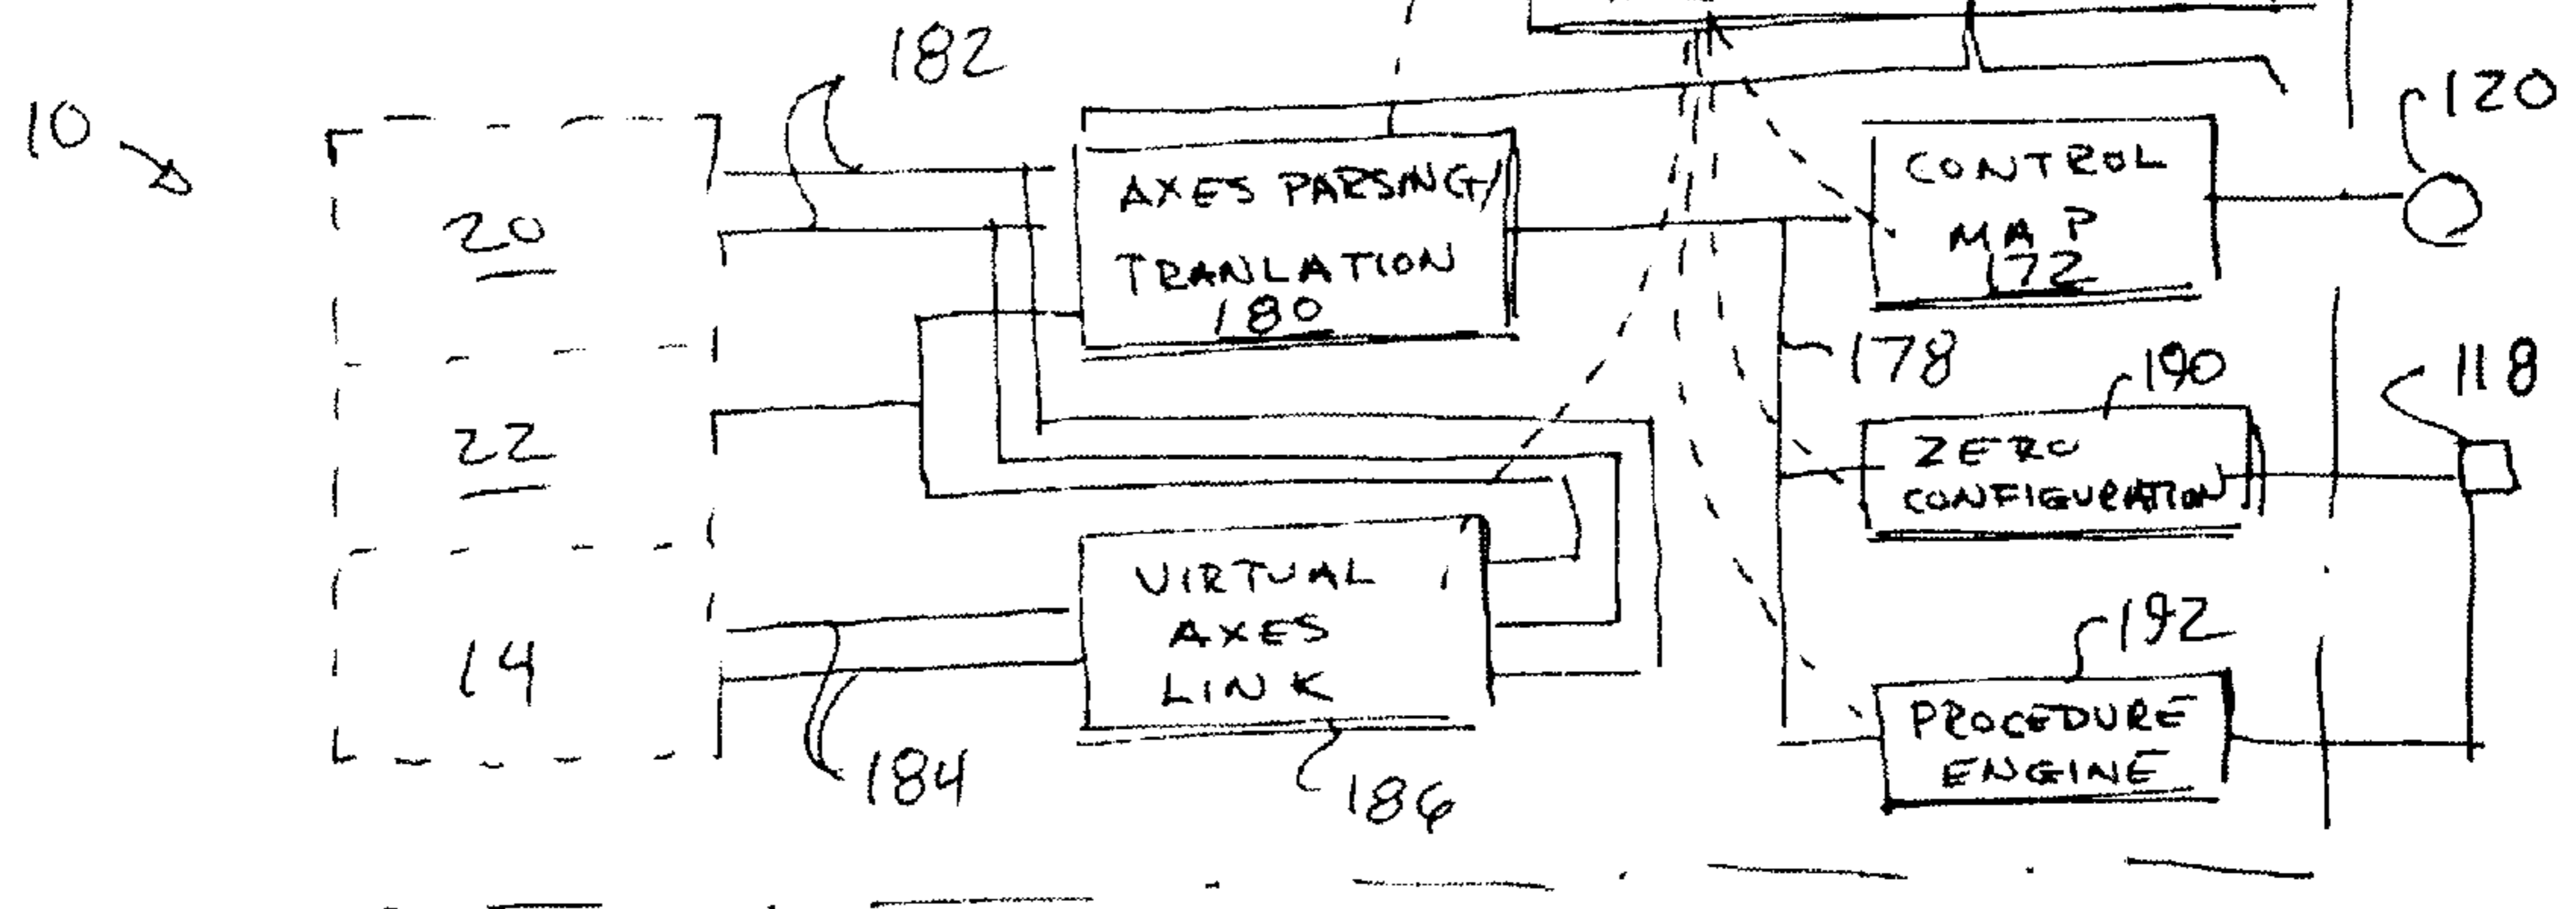 182
10
120
20
AXES PARSING/
TRANLATION
180
CONTROL
MAP
172
178
22
190
118
ZERO
CONFIGURATION
VIRTUAL
AXES
LINK
14
192
184
186
PROCEDURE
ENGINE